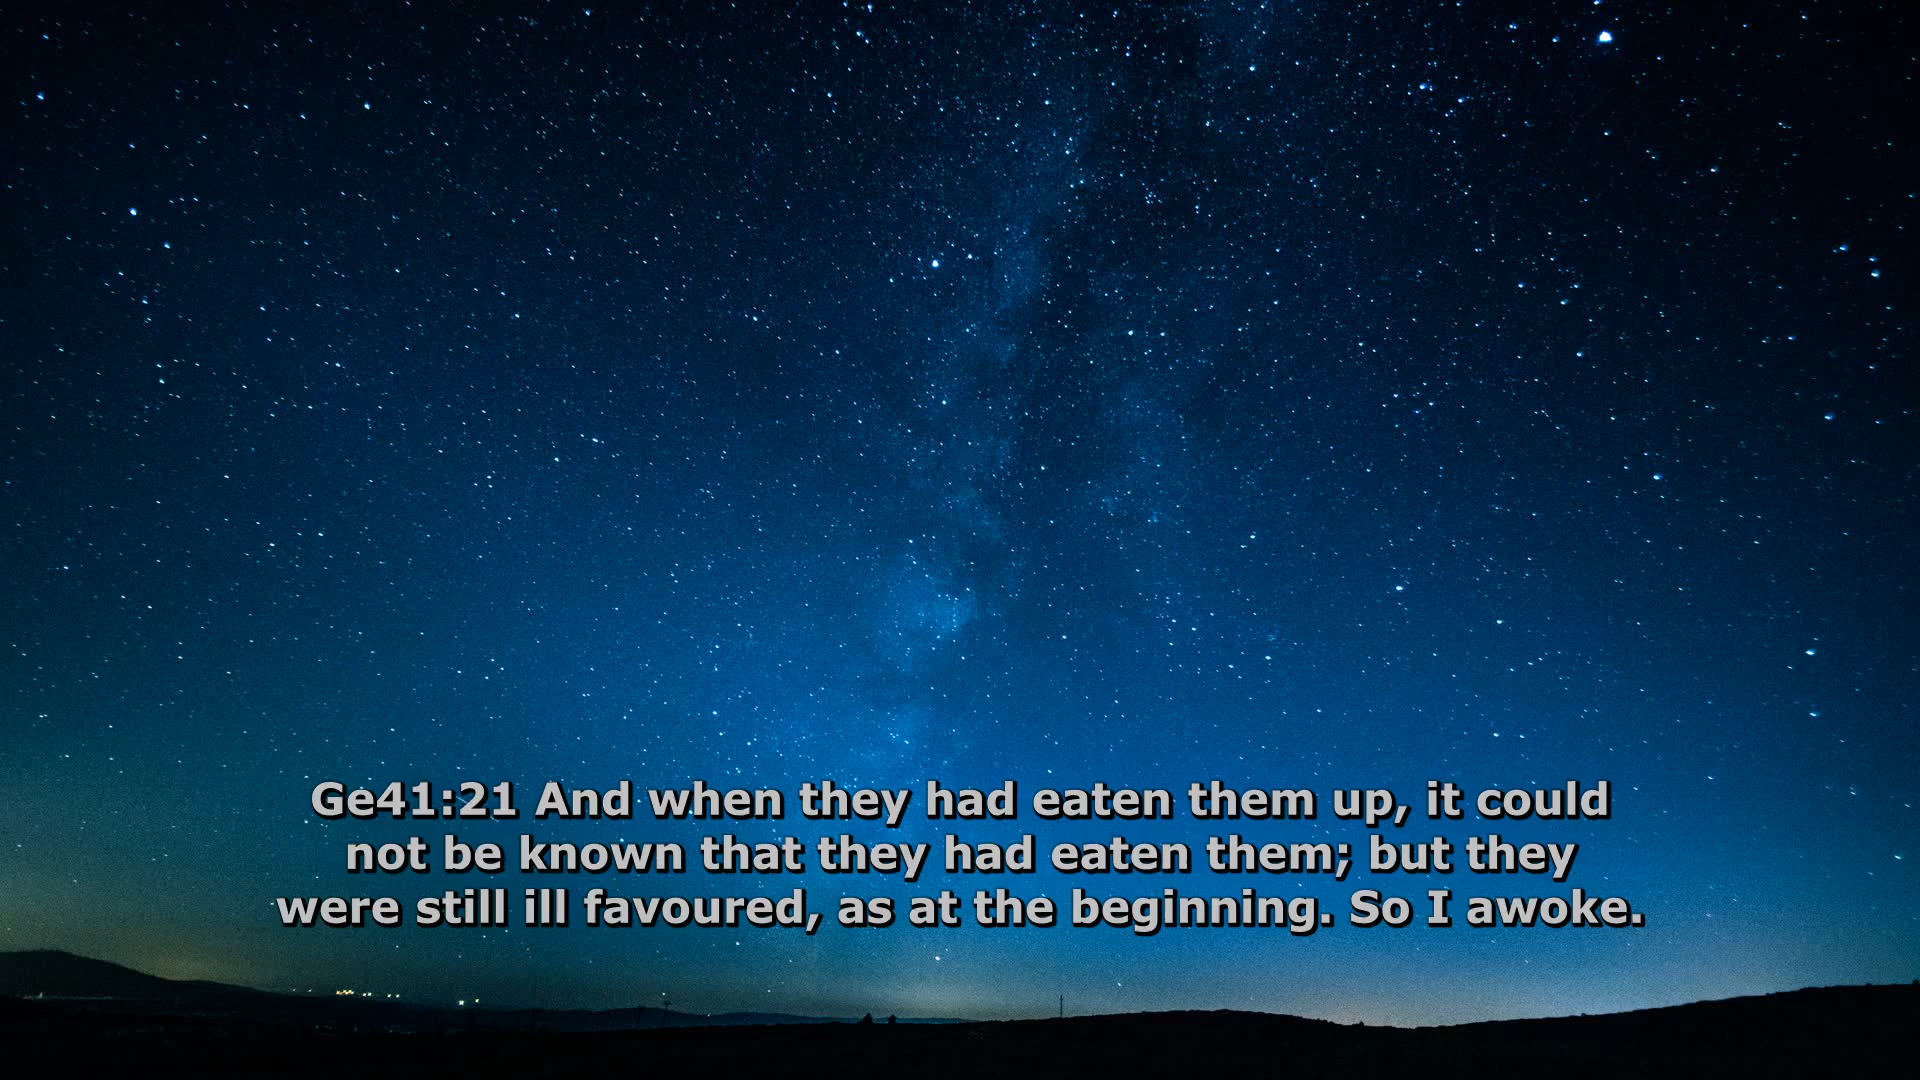 Ge41:21 And when they had eaten them up, it could
not be known that they had eaten them; but they
were still ill favoured, as at the beginning. So I awoke.